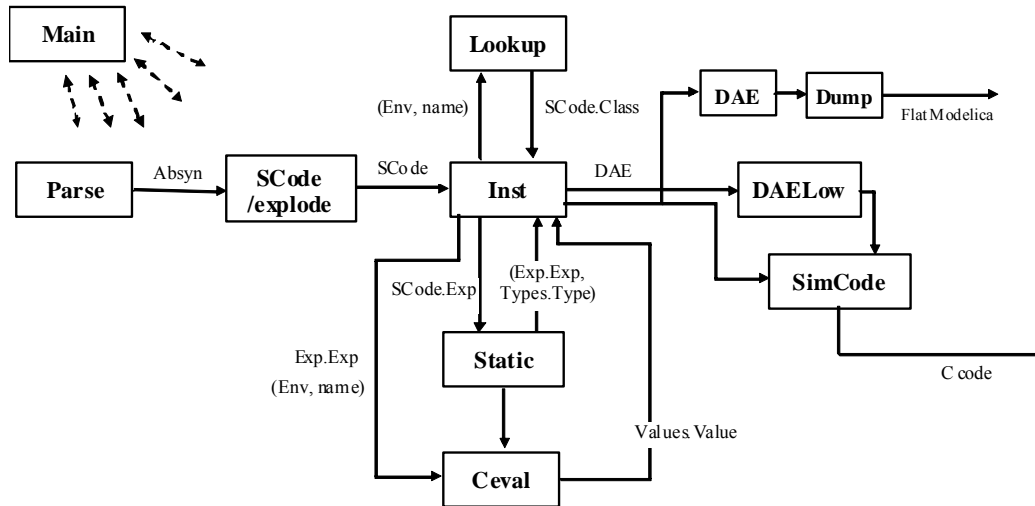 Main
Lookup
(Env, name)
SCode.Class
DAE
Dump
Flat Modelica
Parse
Absyn
SCode
/explode
SCode
Inst
DAE
DAELow
SCode.Exp
(Exp.Exp,
Types.Type)
SimCode
Static
Exp.Exp
(Env, name)
C code
Values.Value
Ceval